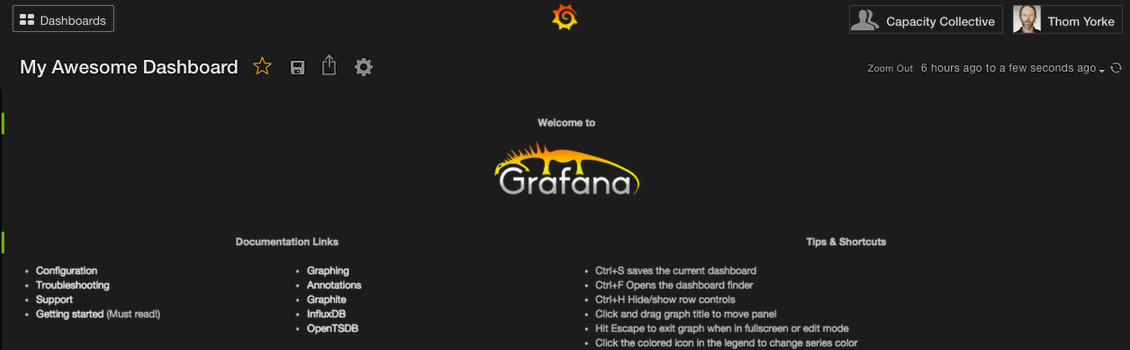 Dashboards
Capacity Collective
Thom Yorke
My Awesome Dashboard
Zoom Out 6 hours ago to a few seconds ago
Welcome to
Grafana
Documentation Links
Configuration
Troubleshooting
Support
Getting started (Must read!)
Graphing
Annotations
Graphite
InfluxDB
OpenTSDB
Tips & Shortcuts
Ctrl+S saves the current dashboard
Ctrl+F Opens the dashboard finder
Ctrl+H Hide/show row controls
Click and drag graph title to move panel
Hit Escape to exit graph when in fullscreen or edit mode
Click the colored icon in the legend to change series color